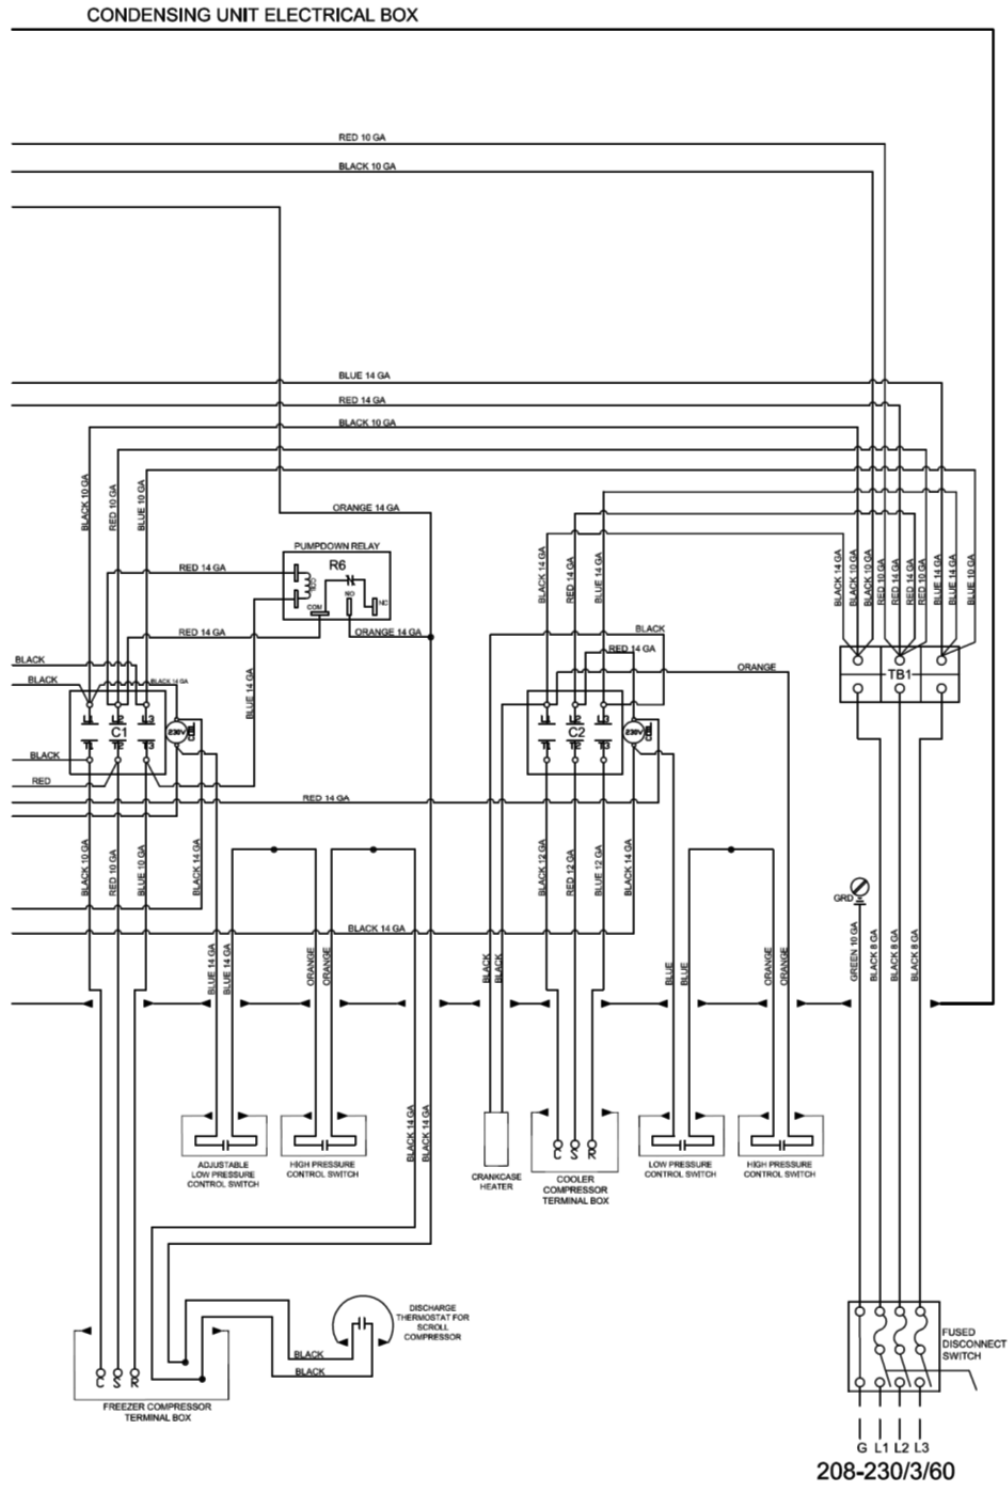 CONDENSING UNIT ELECTRICAL BOX
RED 10 GA
BLACK 10 GA
BLUE 14 GA
RED 14 GA
BLACK 10 GA
BLACK 10 GA
RED 10 GA
BLUE 10 GA
ORANGE 14 GA
PUMPDOWN RELAY
R6
COIL
COM
NO
NC
RED 14 GA
RED 14 GA
ORANGE 14 GA
BLACK 14 GA
RED 14 GA
BLUE 14 GA
BLACK 14 GA
BLACK 10 GA
BLACK 10 GA
RED 10 GA
RED 14 GA
RED 14 GA
RED 10 GA
BLUE 14 GA
BLUE 14 GA
BLUE 10 GA
BLACK
RED 14 GA
ORANGE
BLACK
BLACK
BLACK 14 GA
BLUE 14 GA
TB1
L1
L2
L3
C1
T1
T2
T3
230V
COIL
L1
L2
L3
C2
T1
T2
T3
230V
COIL
BLACK
RED
RED 14 GA
BLACK 10 GA
RED 10 GA
BLUE 10 GA
BLACK 14 GA
BLACK 12 GA
RED 12 GA
BLUE 12 GA
BLACK 14 GA
BLACK 14 GA
GRD
BLUE 14 GA
BLUE 14 GA
ORANGE
ORANGE
BLACK
BLACK
BLUE
BLUE
ORANGE
ORANGE
GREEN 10 GA
BLACK 8 GA
BLACK 8 GA
BLACK 8 GA
BLACK 14 GA
BLACK 14 GA
ADJUSTABLE
LOW PRESSURE
CONTROL SWITCH
HIGH PRESSURE
CONTROL SWITCH
CRANKCASE
HEATER
C
S
R
COOLER
COMPRESSOR
TERMINAL BOX
LOW PRESSURE
CONTROL SWITCH
HIGH PRESSURE
CONTROL SWITCH
DISCHARGE
THERMOSTAT FOR
SCROLL
COMPRESSOR
BLACK
BLACK
C
S
R
FREEZER COMPRESSOR
TERMINAL BOX
FUSED
DISCONNECT
SWITCH
G L1 L2 L3
208-230/3/60